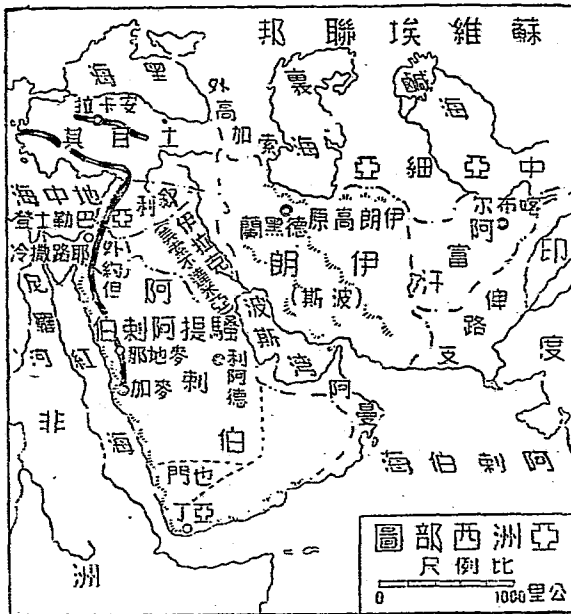 蘇維埃聯邦
黑海
裏海
鹹海
外高加索
安卡拉
土耳其
中亞細亞
地中海
敘利亞
伊拉克
巴勒士登
耶路撒冷
外約但
伊朗高原
德黑蘭
伊朗
(波斯)
阿富汗
喀布尔
俾路支
印度
尼羅河
紅海
波斯灣
騷提阿剌伯
阿剌伯
麥地那
麥加
利阿德
阿曼
非洲
也門
亞丁
阿剌伯海
亞洲西部圖
比例尺
0 1000公里